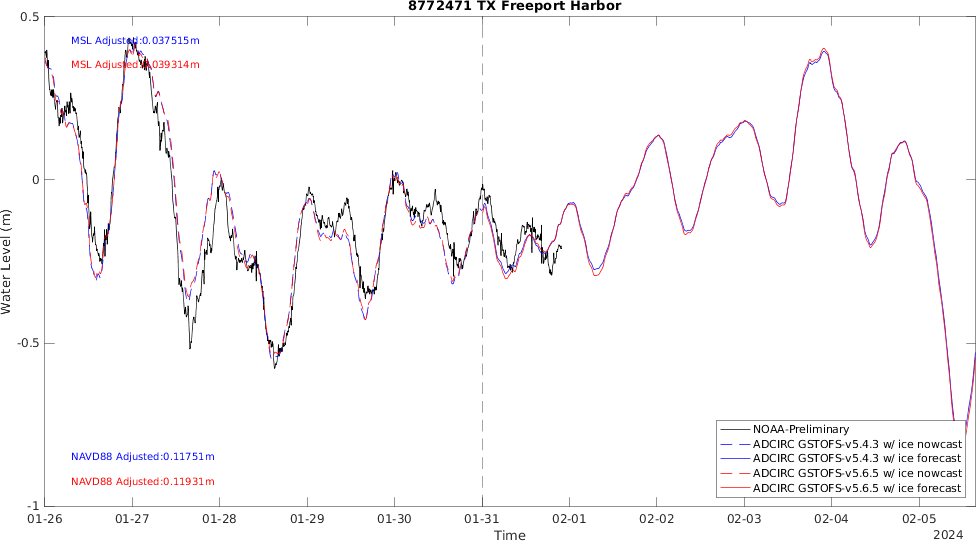 8772471 TX Freeport Harbor
0.5
MSL Adjusted:0.037515m
MSL Adjusted:0.039314m
0
Water Level (m)
-0.5
NAVD88 Adjusted:0.11751m
NAVD88 Adjusted:0.11931m
NOAA-Preliminary
ADCIRC GSTOFS-v5.4.3 w/ ice nowcast
ADCIRC GSTOFS-v5.4.3 w/ ice forecast
ADCIRC GSTOFS-v5.6.5 w/ ice nowcast
ADCIRC GSTOFS-v5.6.5 w/ ice forecast
-1
01-26 01-27 01-28 01-29 01-30 01-31 02-01 02-02 02-03 02-04 02-05
Time
2024